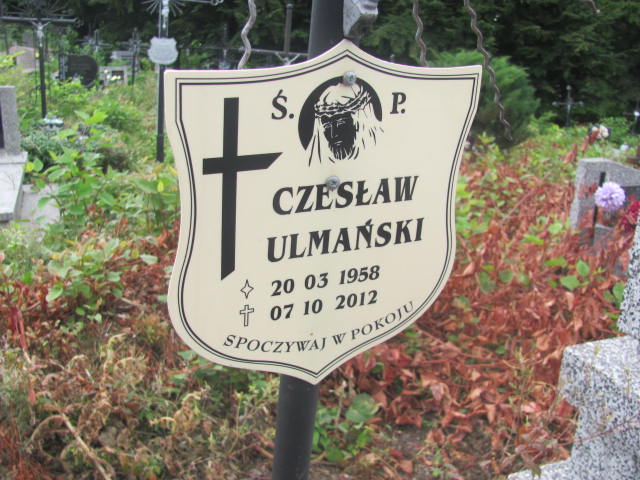 Ś. P.
CZESŁAW
ULMAŃSKI
20 03 1958
07 10 2012
SPOCZYWAJ W POKOJU